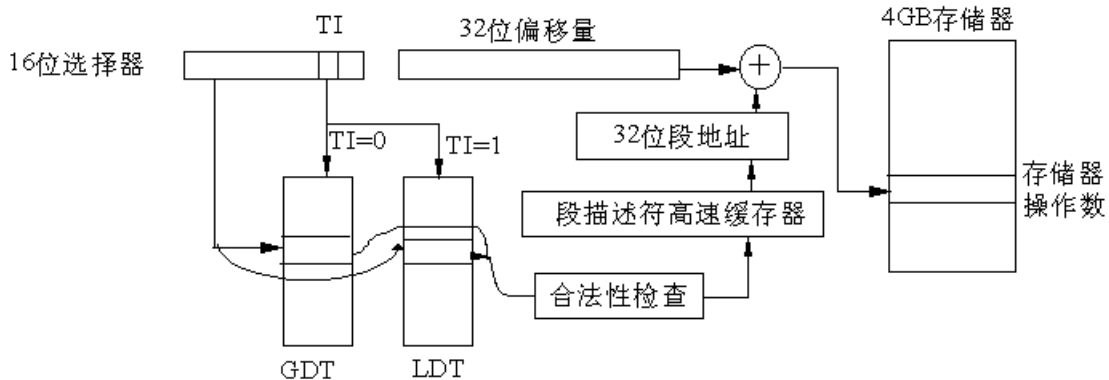 TI
32位偏移量
4GB存储器
16位选择器
TI=0
TI=1
32位段地址
段描述符高速缓存器
存储器
操作数
合法性检查
GDT
LDT